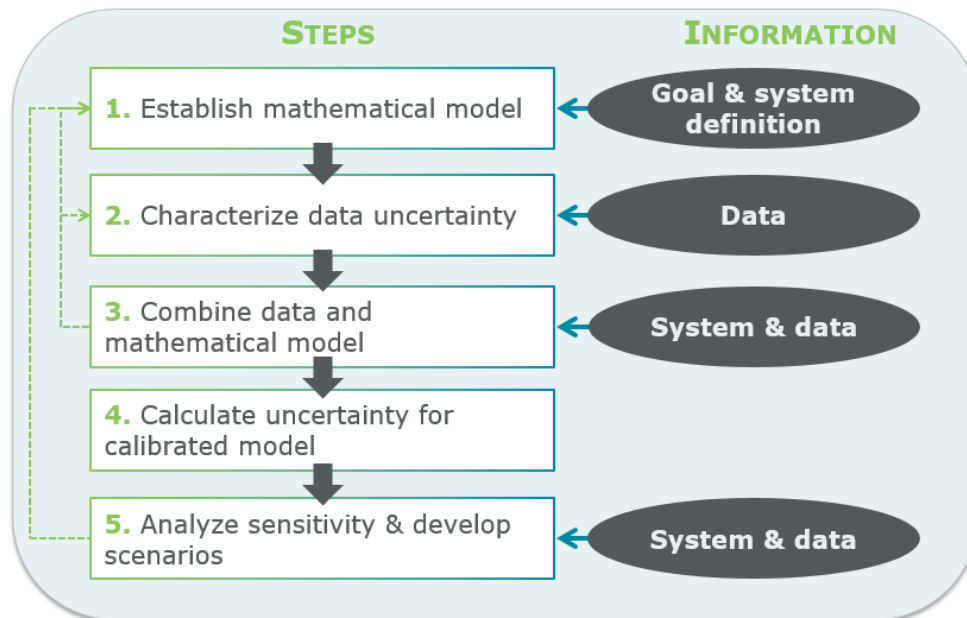 STEPS
INFORMATION
1. Establish mathematical model
Goal & system
definition
2. Characterize data uncertainty
Data
3. Combine data and
mathematical model
System & data
4. Calculate uncertainty for
calibrated model
5. Analyze sensitivity & develop
scenarios
System & data